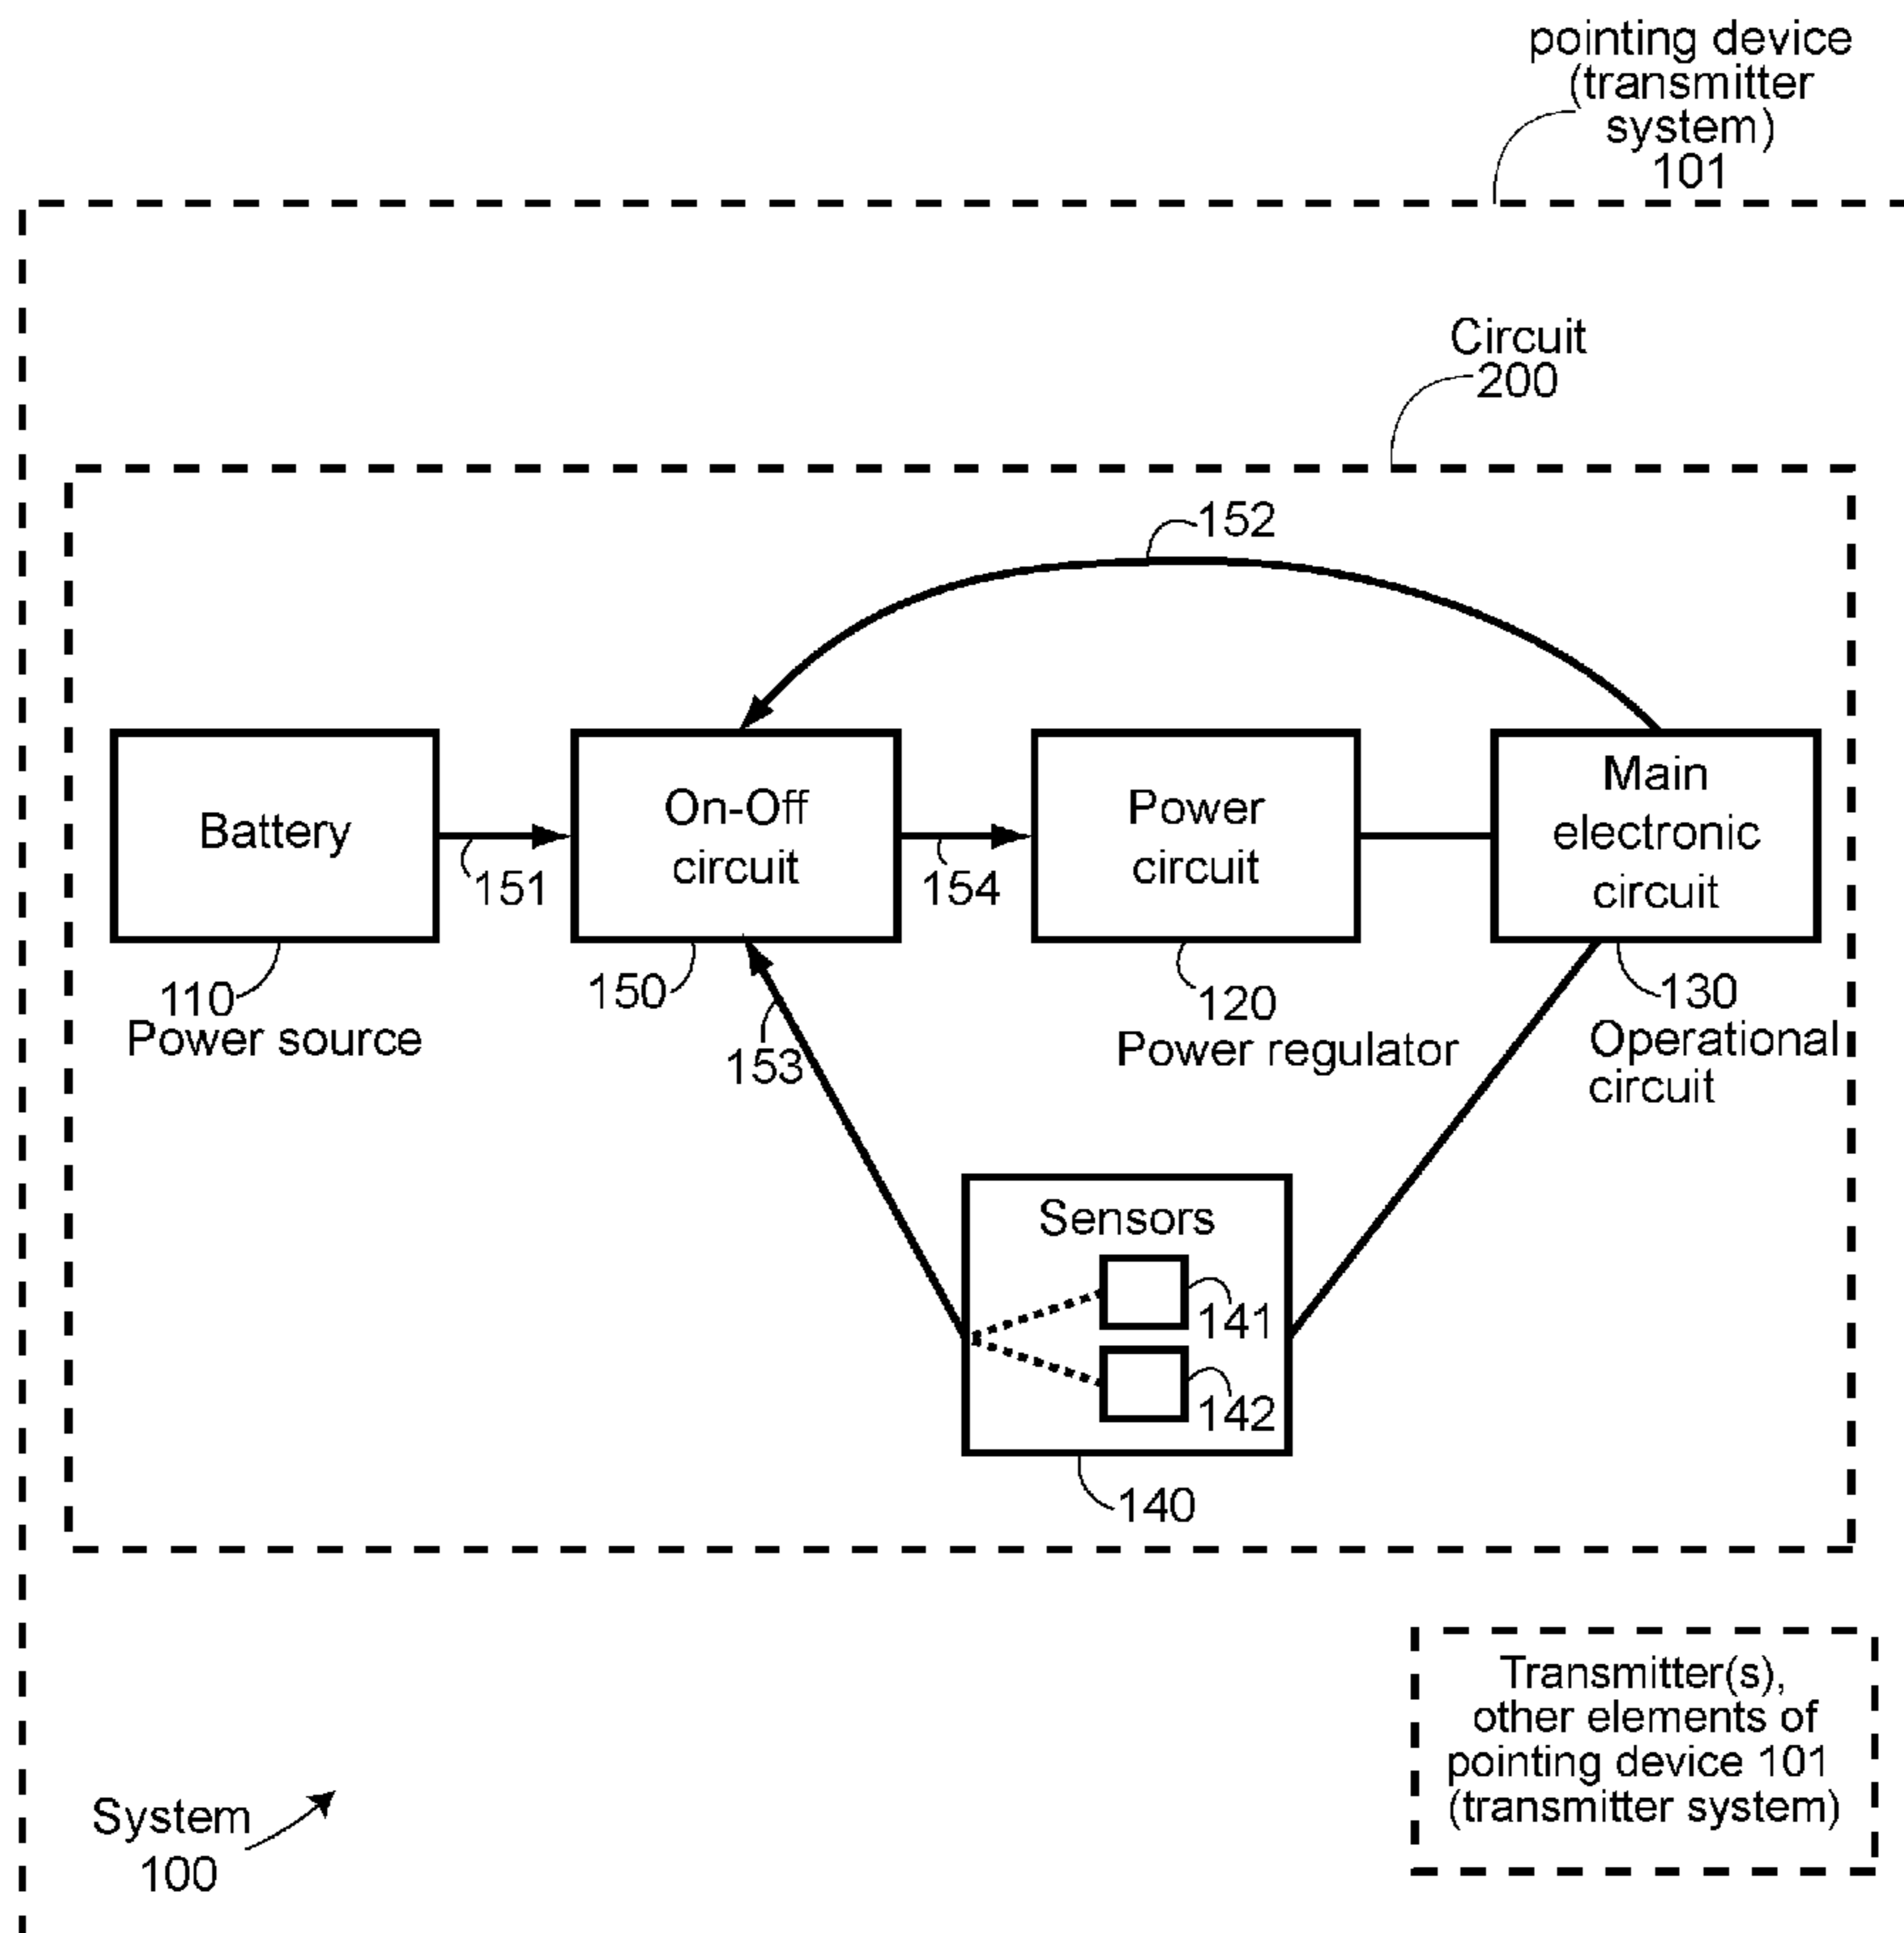 pointing device
(transmitter
system)
101
Circuit
200
152
Battery
On-Off
circuit
Power
circuit
Main
electronic
circuit
151
154
110
Power source
150
153
120
Power regulator
130
Operational
circuit
Sensors
141
142
140
Transmitter(s),
other elements of
pointing device 101
(transmitter system)
System
100